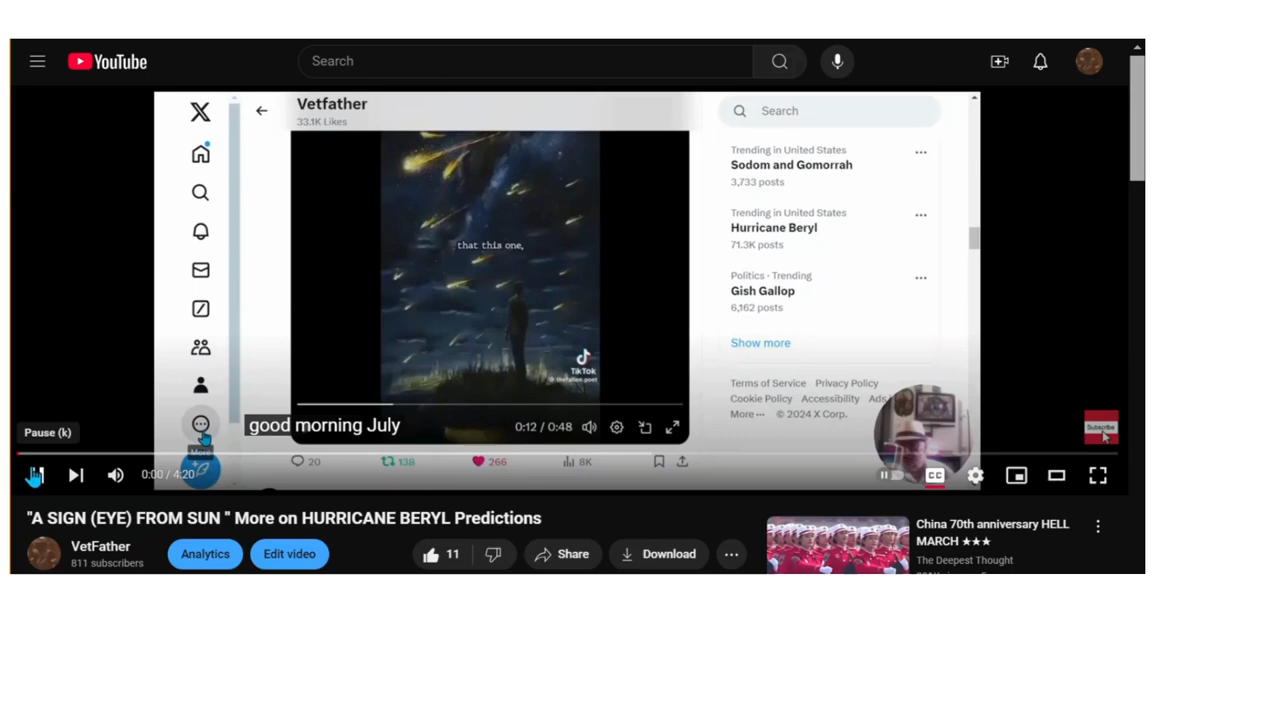 YouTube
Search
Vetfather
33.1K Likes
Search
that this one,
TikTok
Trending in United States
Sodom and Gomorrah
3,733 posts
Trending in United States
Hurricane Beryl
71.3K posts
Politics · Trending
Gish Gallop
6,162 posts
Show more
Terms of Service Privacy Policy
Cookie Policy Accessibility Ads
More ··· © 2024 X Corp.
good morning July
0:12 / 0:48
Pause (k)
More
Subscribe
20 138 266 8K
0:00 / 4:20
CC
"A SIGN (EYE) FROM SUN " More on HURRICANE BERYL Predictions
VetFather
811 subscribers
Analytics
Edit video
11
Share
Download
China 70th anniversary HELL
MARCH ★★★
The Deepest Thought